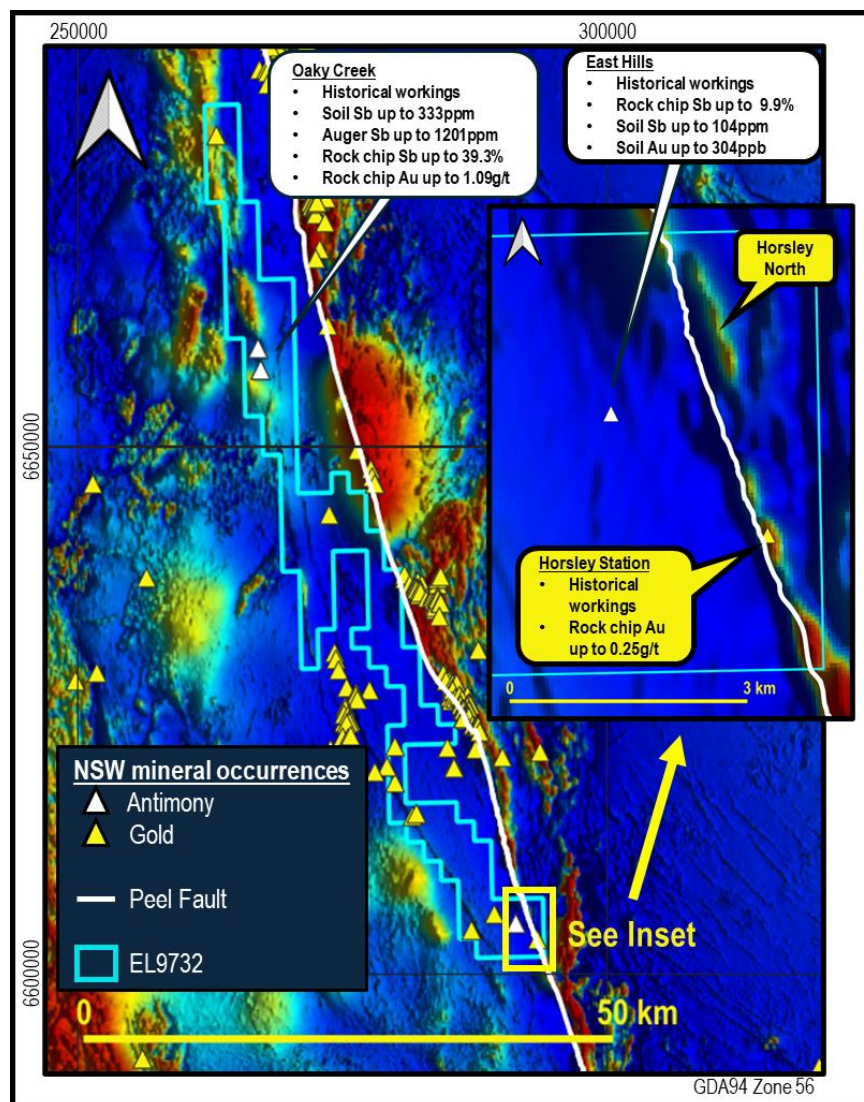 250000
300000
Oaky Creek
• Historical workings
• Soil Sb up to 333ppm
• Auger Sb up to 1201ppm
• Rock chip Sb up to 39.3%
• Rock chip Au up to 1.09g/t
East Hills
• Historical workings
• Rock chip Sb up to 9.9%
• Soil Sb up to 104ppm
• Soil Au up to 304ppb
Horsley
North
6650000
Horsley Station
• Historical
workings
• Rock chip Au
up to 0.25g/t
0
3 km
NSW mineral occurrences
Antimony
Gold
Peel Fault
EL9732
See Inset
6600000
0
50 km
GDA94 Zone 56